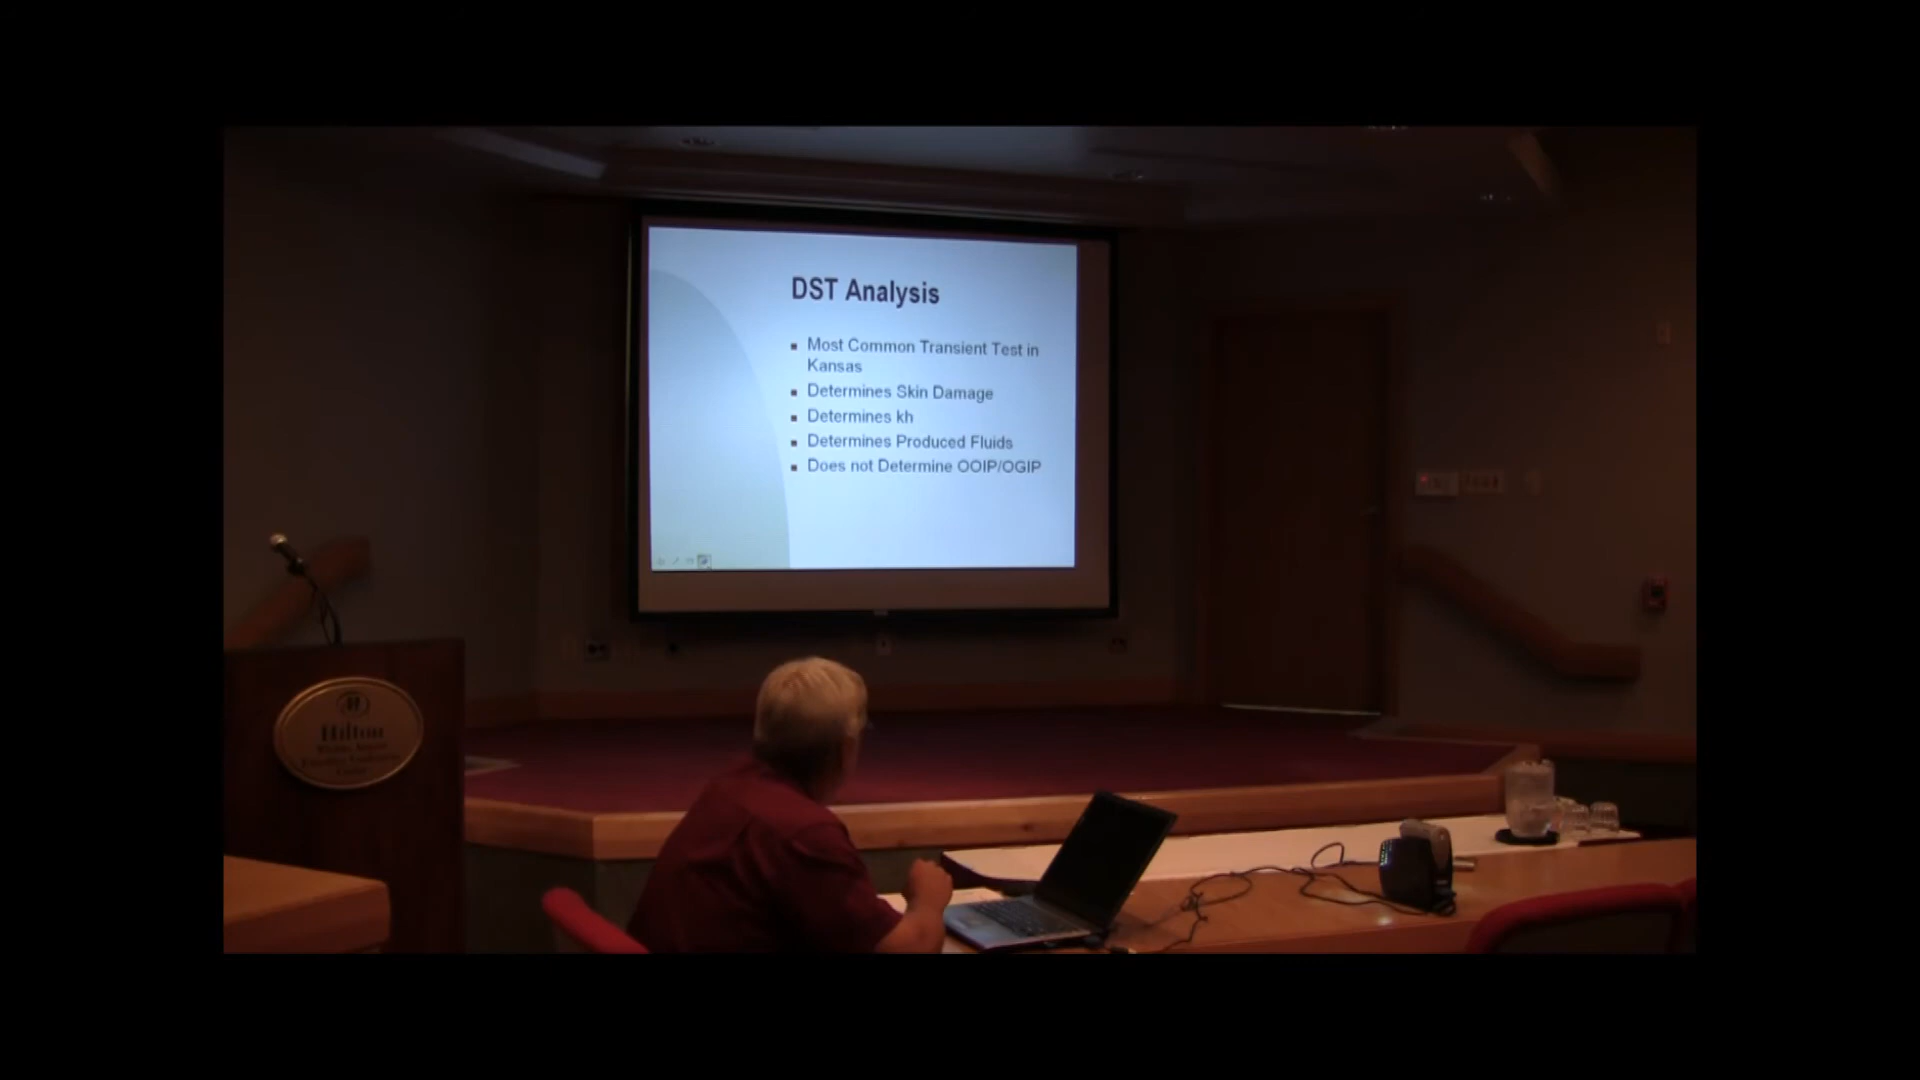 DST Analysis
Most Common Transient Test in
Kansas
Determines Skin Damage
Determines kh
Determines Produced Fluids
Does not Determine OOIP/OGIP
Hilton